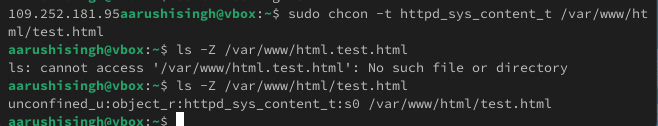 109.252.181.95aarushisingh@vbox:~$ sudo chcon -t httpd_sys_content_t /var/www/ht
ml/test.html
aarushisingh@vbox:~$ ls -Z /var/www/html.test.html
ls: cannot access '/var/www/html.test.html': No such file or directory
aarushisingh@vbox:~$ ls -Z /var/www/html/test.html
unconfined_u:object_r:httpd_sys_content_t:s0 /var/www/html/test.html
aarushisingh@vbox:~$